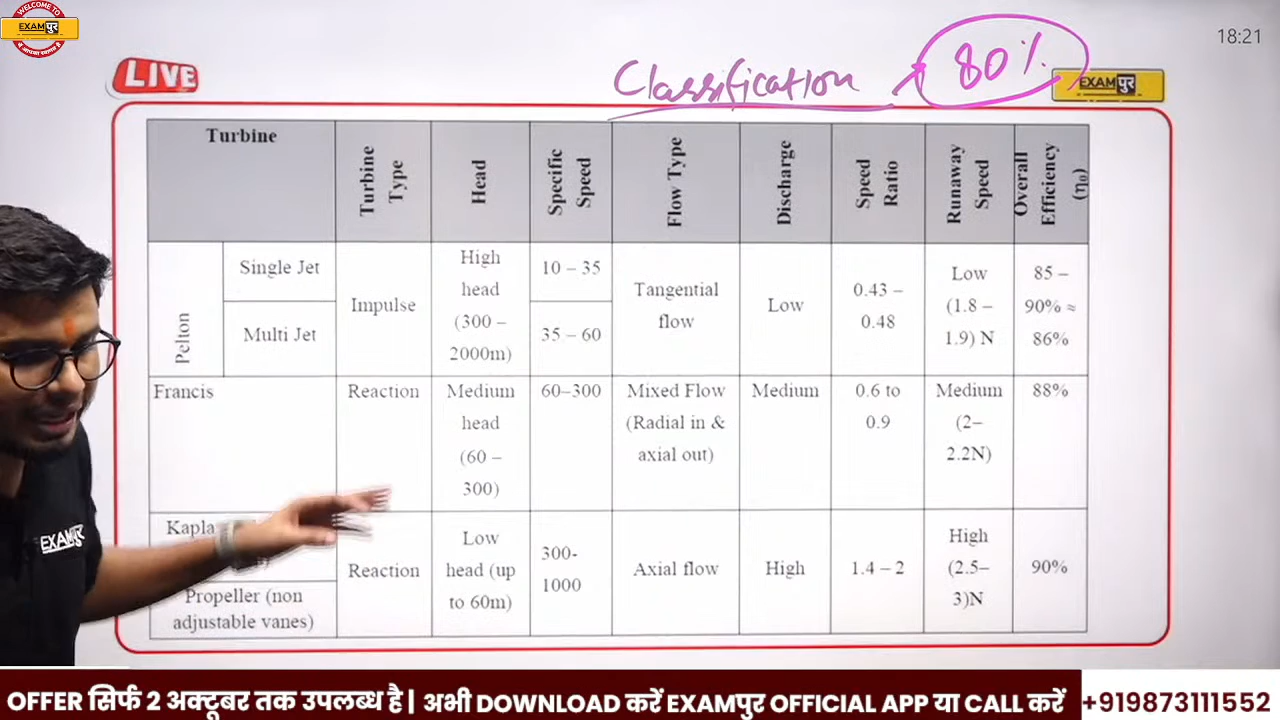 WELCOME TO
EXAMपुर
18:21
LIVE
Classification → 80%
EXAMपुर
Turbine
Turbine Type
Head
Specific Speed
Flow Type
Discharge
Speed Ratio
Runaway Speed
Overall Efficiency (η₀)
Pelton
Single Jet
Multi Jet
Impulse
High
head
(300 –
2000m)
10 – 35
35 – 60
Tangential
flow
Low
0.43 –
0.48
Low
(1.8 –
1.9) N
85 –
90% ≈
86%
Francis
Reaction
Medium
head
(60 –
300)
60–300
Mixed Flow
(Radial in &
axial out)
Medium
0.6 to
0.9
Medium
(2–
2.2N)
88%
Propeller (non
adjustable vanes)
Reaction
Low
head (up
to 60m)
300-
1000
Axial flow
High
1.4 – 2
High
(2.5–
3)N
90%
EXAMपुर
OFFER सिर्फ 2 अक्टूबर तक उपलब्ध है | अभी DOWNLOAD करें EXAMपुर OFFICIAL APP या CALL करें +919873111552